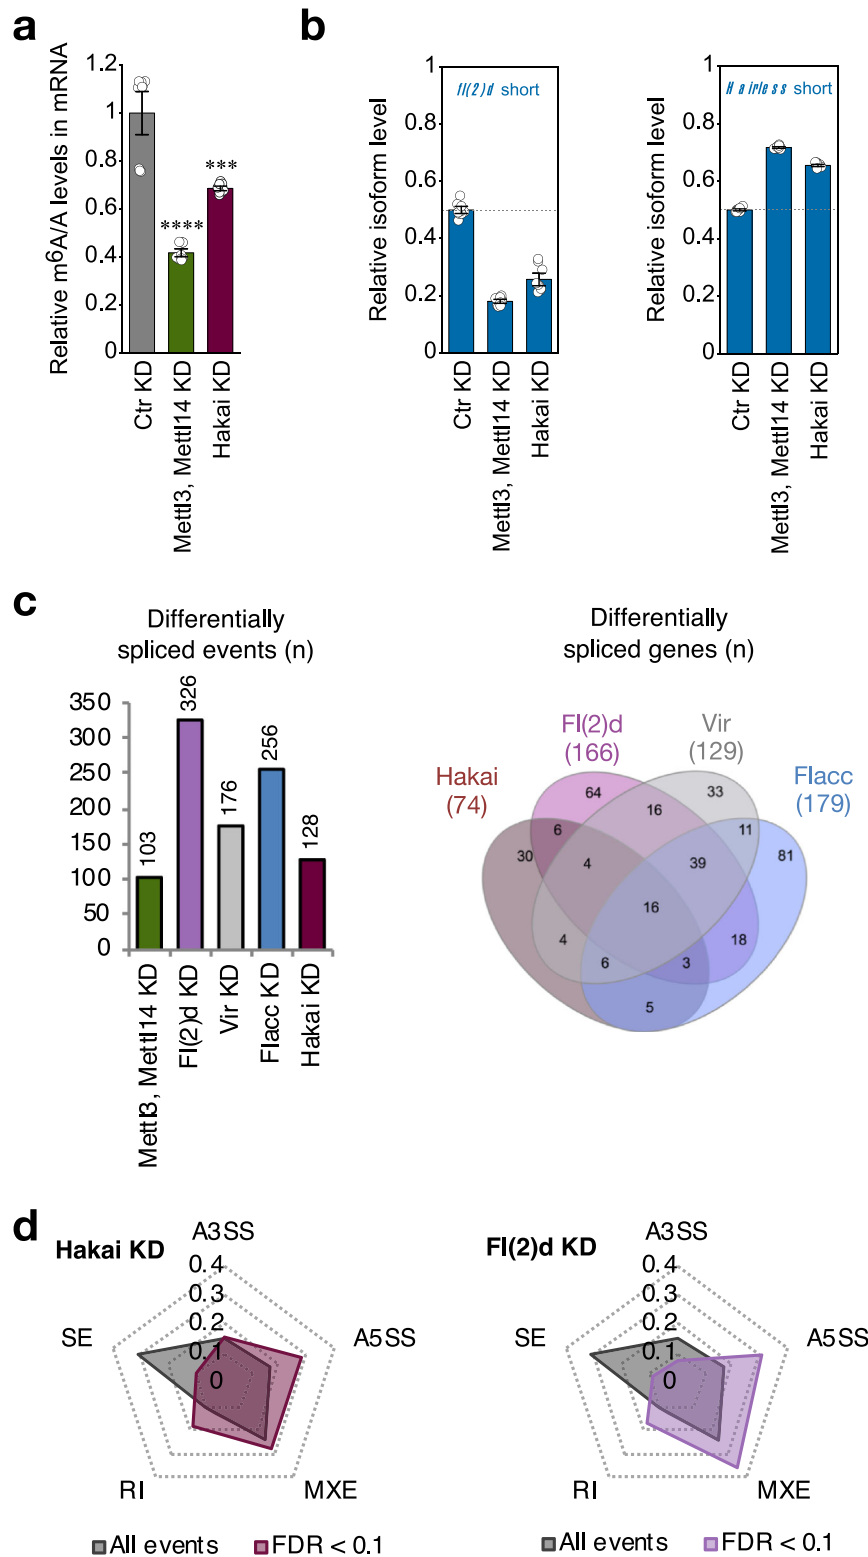 a
Relative m6A/A levels in mRNA
1.2
1
0.8
0.6
0.4
0.2
0
****
***
Ctr KD
Mettl3, Mettl14 KD
Hakai KD
b
Relative isoform level
1
0.8
0.6
0.4
0.2
0
fl(2)d short
Ctr KD
Mettl3, Mettl14 KD
Hakai KD
Relative isoform level
1
0.8
0.6
0.4
0.2
0
Hairless short
Ctr KD
Mettl3, Mettl14 KD
Hakai KD
c
Differentially
spliced events (n)
350
300
250
200
150
100
50
0
103
326
176
256
128
Mettl3, Mettl14 KD
Fl(2)d KD
Vir KD
Flacc KD
Hakai KD
Differentially
spliced genes (n)
Hakai
(74)
Fl(2)d
(166)
Vir
(129)
Flacc
(179)
64
33
16
6
11
30
4
39
81
16
4
18
6
3
5
d
Hakai KD
A3SS
A5SS
MXE
RI
SE
0.4
0.3
0.2
0.1
0
All events
FDR < 0.1
Fl(2)d KD
A3SS
A5SS
MXE
RI
SE
0.4
0.3
0.2
0.1
0
All events
FDR < 0.1